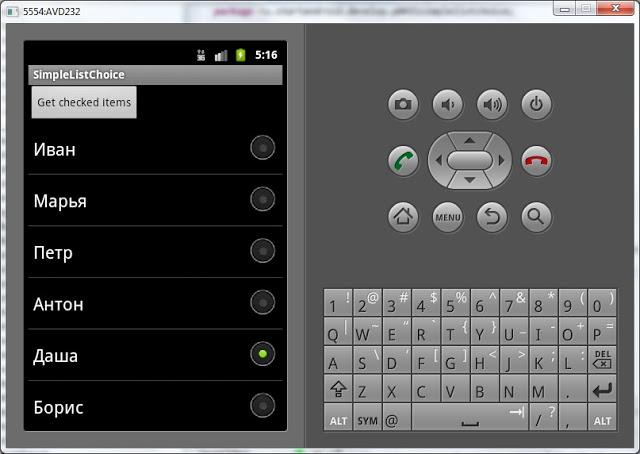 5554:AVD232
3G
5:16
SimpleListChoice
Get checked items
Иван
Марья
Петр
Антон
Даша
Борис
MENU
1 ! 2 @ 3 # 4 $ 5 % 6 ^ 7 & 8 * 9 ( 0 )
Q | W ~ E " R ` T { Y } U _ I - O + P =
A S \ D ' F [ G ] H < J > K ; L : DEL
Z X C V B N M .
ALT SYM @ / ? , ALT